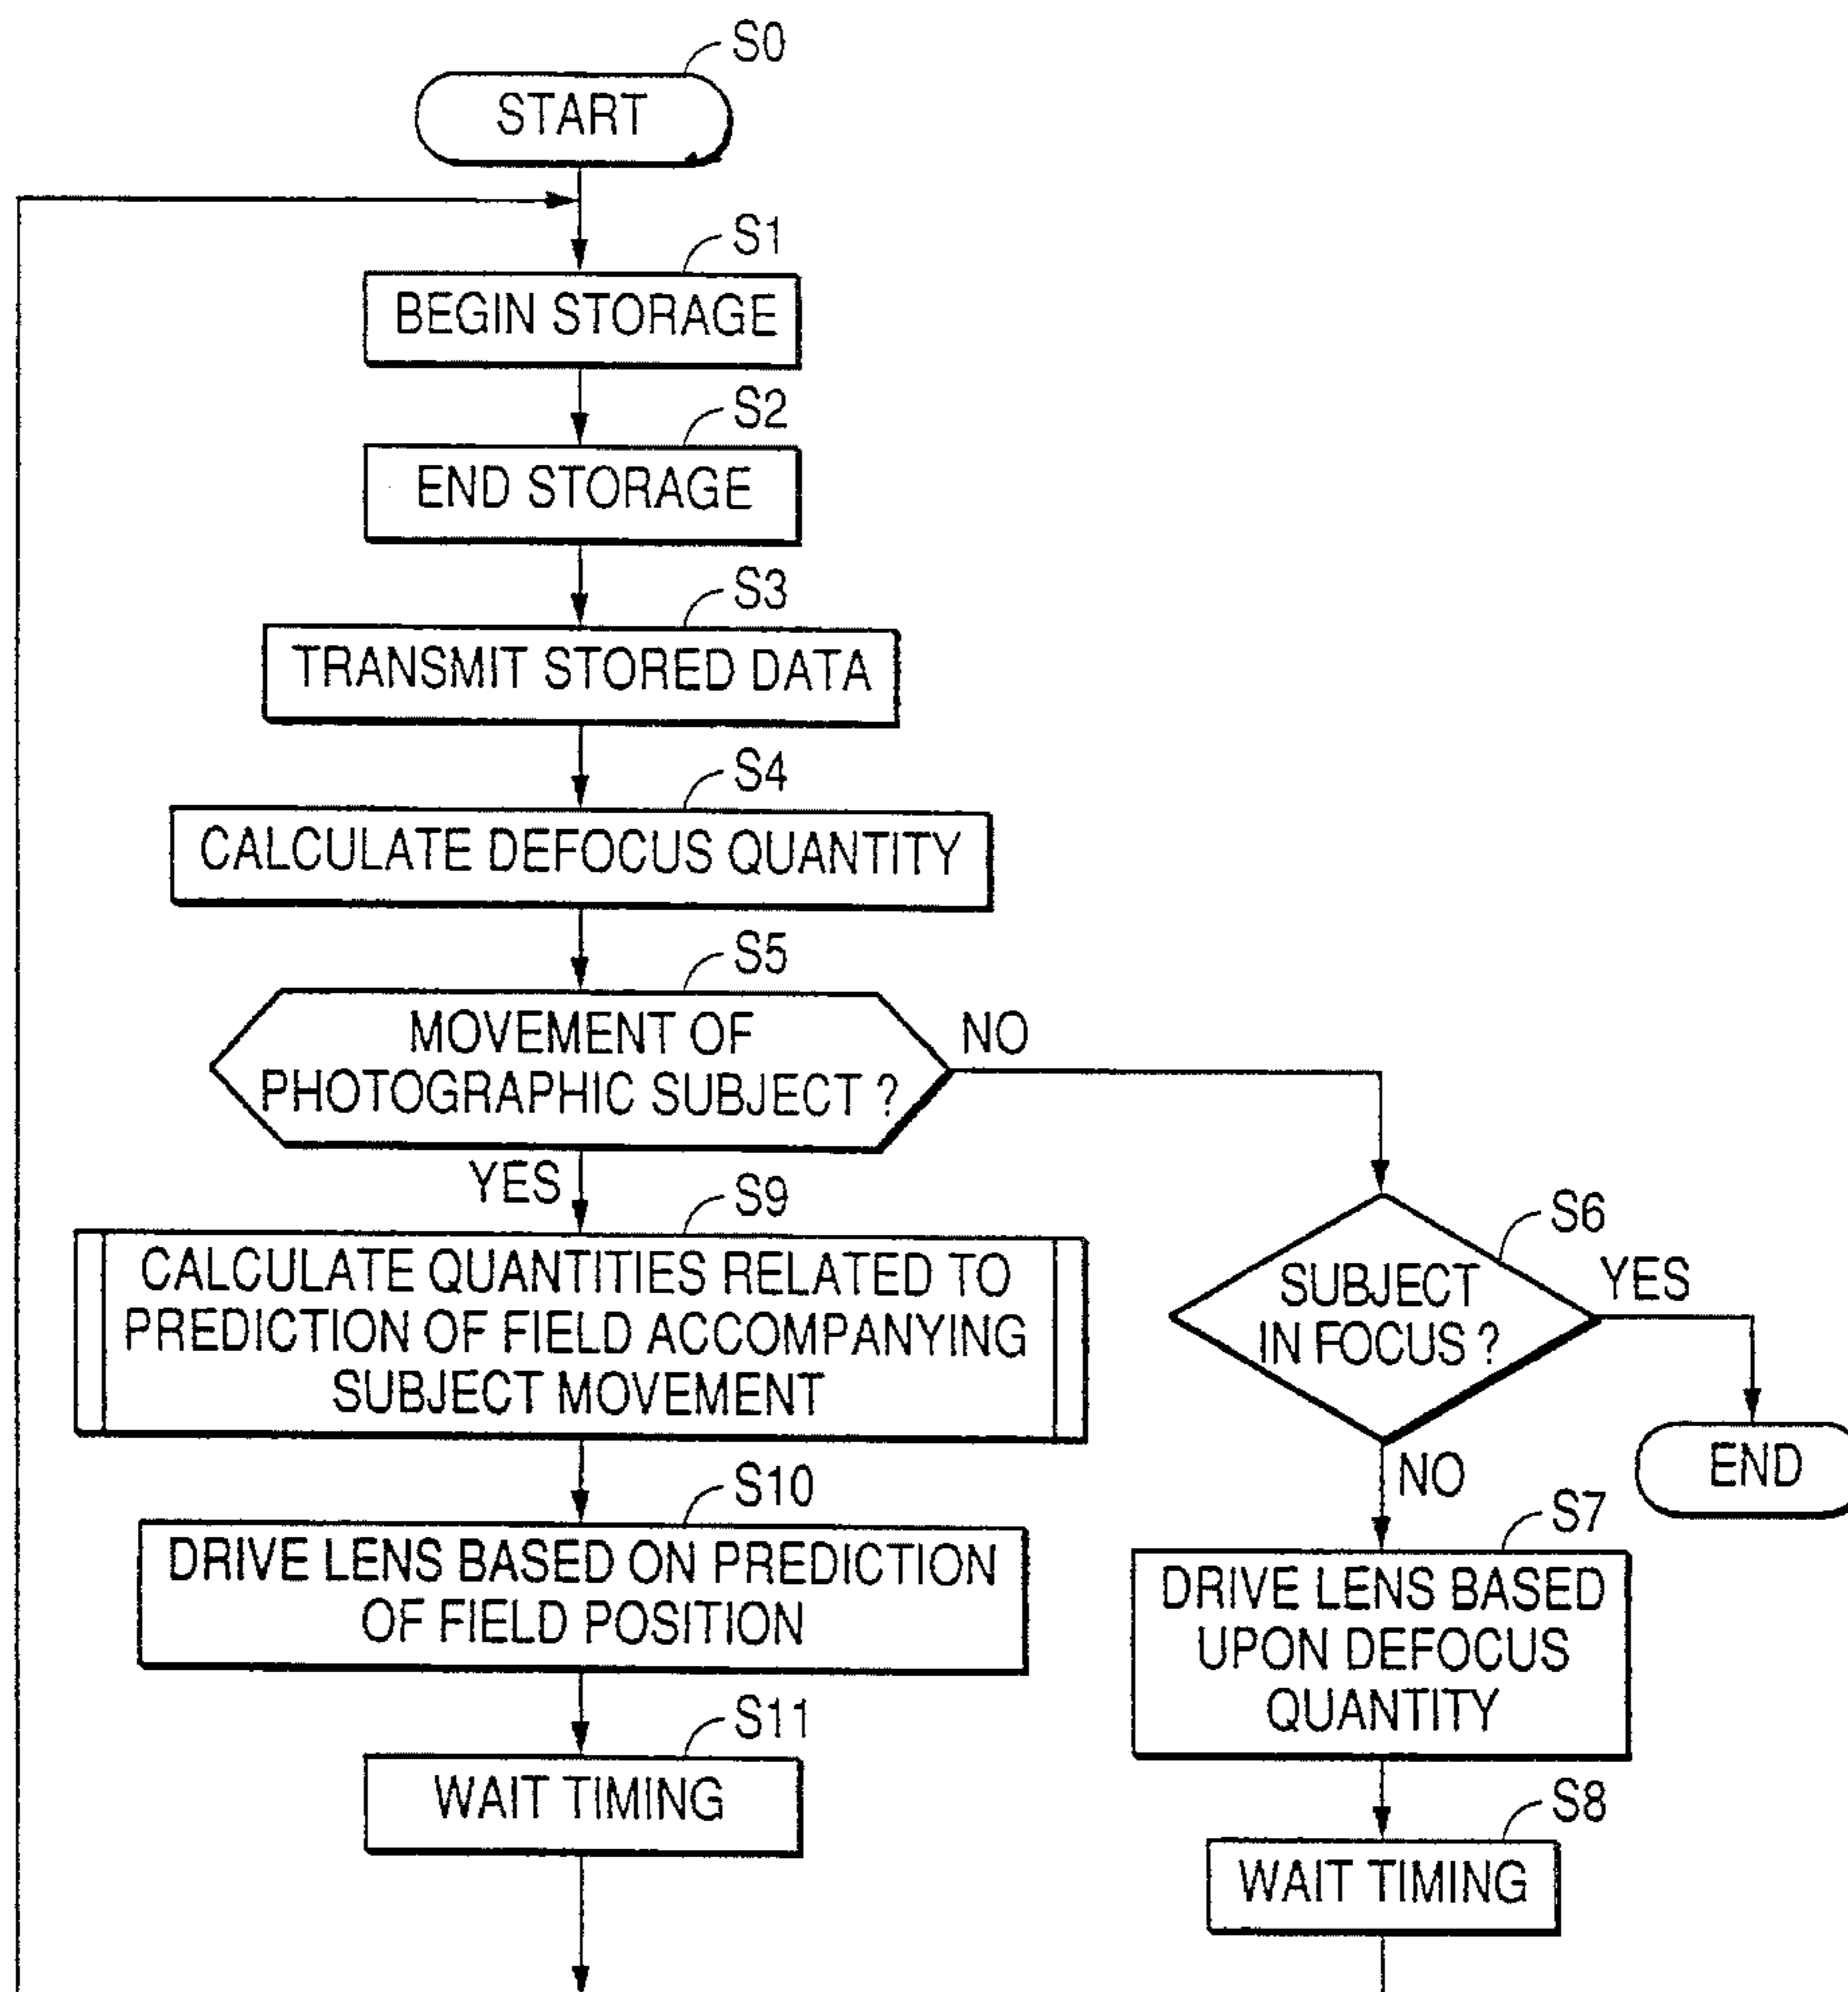 S0
START
S1
BEGIN STORAGE
S2
END STORAGE
S3
TRANSMIT STORED DATA
S4
CALCULATE DEFOCUS QUANTITY
S5
MOVEMENT OF
PHOTOGRAPHIC SUBJECT ?
NO
YES
S9
CALCULATE QUANTITIES RELATED TO
PREDICTION OF FIELD ACCOMPANYING
SUBJECT MOVEMENT
S10
DRIVE LENS BASED ON PREDICTION
OF FIELD POSITION
S11
WAIT TIMING
S6
SUBJECT
IN FOCUS ?
YES
END
NO
S7
DRIVE LENS BASED
UPON DEFOCUS
QUANTITY
S8
WAIT TIMING